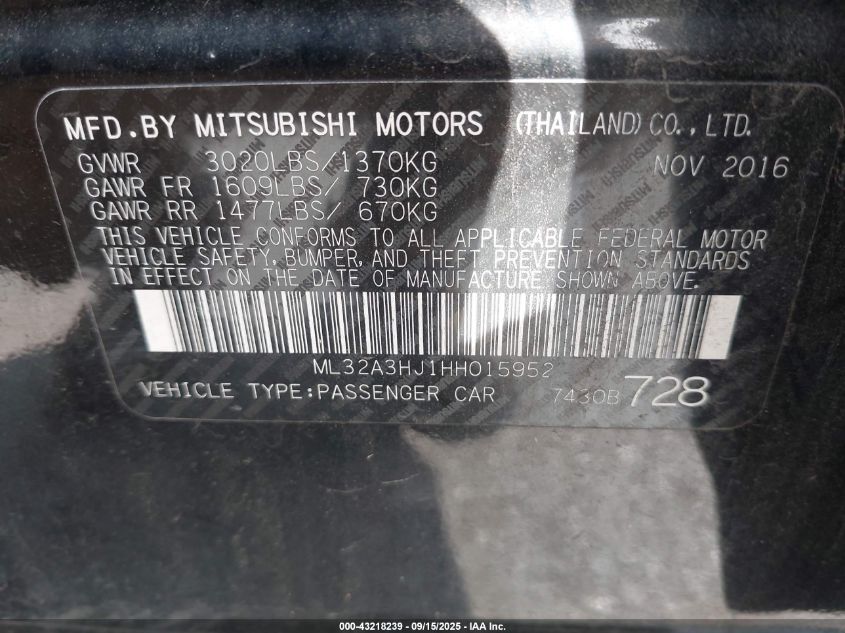 MFD.BY MITSUBISHI MOTORS (THAILAND)CO.,LTD.
GVWR 3020LBS/1370KG NOV 2016
GAWR FR 1609LBS/ 730KG
GAWR RR 1477LBS/ 670KG
THIS VEHICLE CONFORMS TO ALL APPLICABLE FEDERAL MOTOR
VEHICLE SAFETY, BUMPER, AND THEFT PREVENTION STANDARDS
IN EFFECT ON THE DATE OF MANUFACTURE SHOWN ABOVE.
ML32A3HJ1HH015952
VEHICLE TYPE:PASSENGER CAR 7430B 728
000-43218239 - 09/15/2025 - IAA Inc.